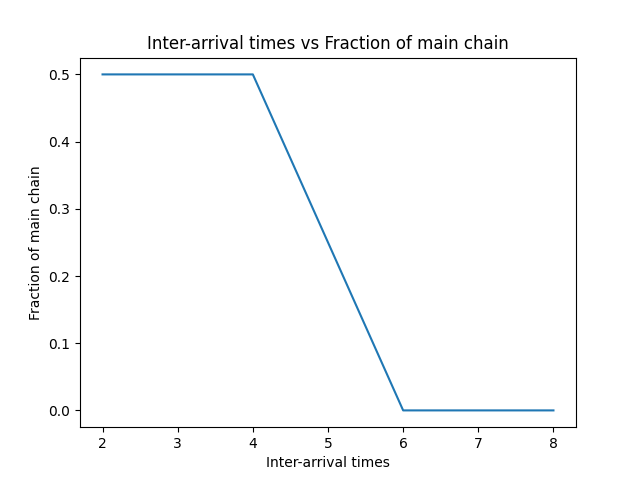 Inter-arrival times vs Fraction of main chain
Fraction of main chain
0.5
0.4
0.3
0.2
0.1
0.0
2 3 4 5 6 7 8
Inter-arrival times